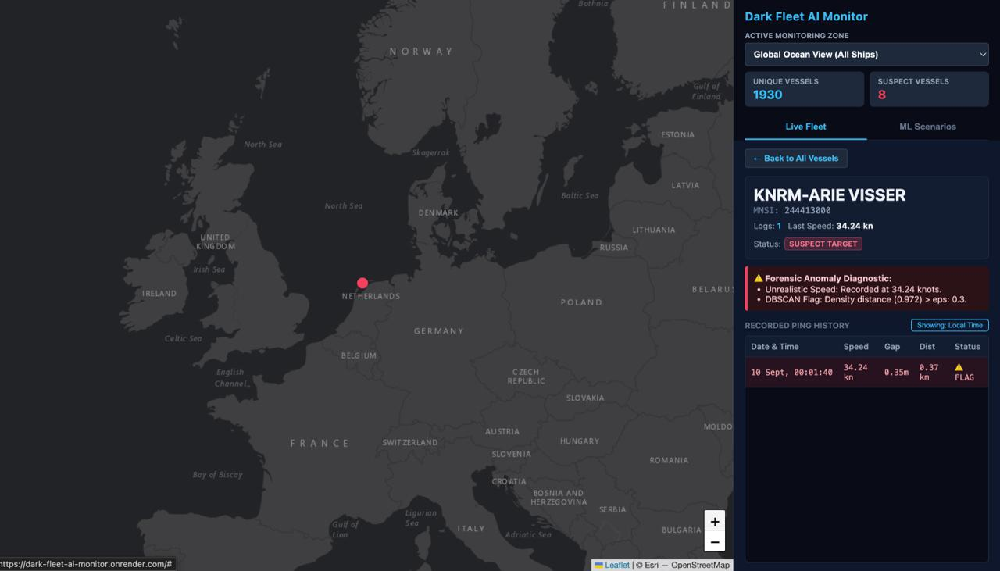 Bothnia
FINLAND
NORWAY
Gulf of
Finland
ESTONIA
North Sea
Skagerrak
LATVIA
Baltic Sea
North Sea
DENMARK
LITHUANIA
UNITED
KINGDOM
RUSSIA
Irish Sea
IRELAND
NETHERLANDS
BELARUS
POLAND
GERMANY
Celtic Sea
BELGIUM
English
Channel
CZECH
REPUBLIC
SLOVAKIA
MOLDO
AUSTRIA
FRANCE
SWITZERLAND
HUNGARY
SLOVENIA
ROMANIA
Bay of Biscay
CROATIA
BOSNIA AND
HERZEGOVINA
SERBIA
Ligurian
Sea
Gulf of
Lion
ITALY
Adriatic Sea
BULGARIA
+
−
https://dark-fleet-ai-monitor.onrender.com/#
Leaflet | © Esri — OpenStreetMap
Dark Fleet AI Monitor
ACTIVE MONITORING ZONE
Global Ocean View (All Ships)
UNIQUE VESSELS
1930
SUSPECT VESSELS
8
Live Fleet
ML Scenarios
← Back to All Vessels
KNRM-ARIE VISSER
MMSI: 244413000
Logs: 1 Last Speed: 34.24 kn
Status: SUSPECT TARGET
⚠️ Forensic Anomaly Diagnostic:
• Unrealistic Speed: Recorded at 34.24 knots.
• DBSCAN Flag: Density distance (0.972) > eps: 0.3.
RECORDED PING HISTORY
Showing: Local Time
Date & Time Speed Gap Dist Status
10 Sept, 00:01:40 34.24 kn 0.35m 0.37 km ⚠️ FLAG